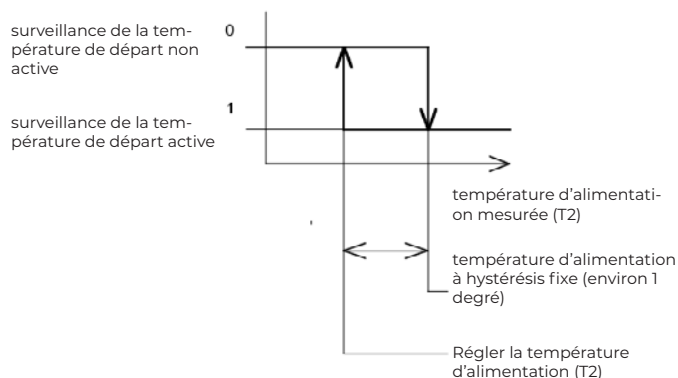 surveillance de la tem-
pérature de départ non
active
0
surveillance de la tem-
pérature de départ active
1
température d'alimentati-
on mesurée (T2)
température d'alimentation
à hystérésis fixe (environ 1
degré)
Régler la température
d'alimentation (T2)